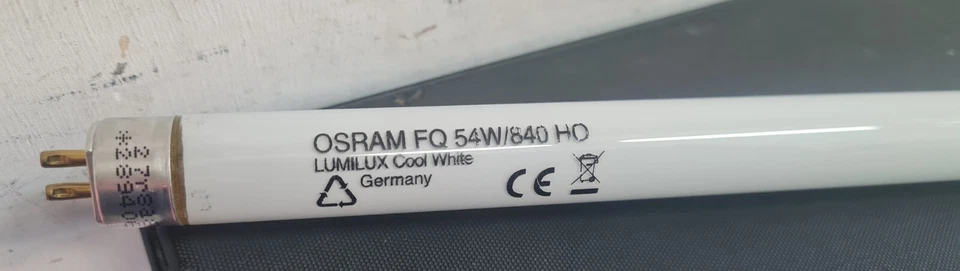 OSRAM FQ 54W/840 HO
LUMILUX Cool White
Germany
CE